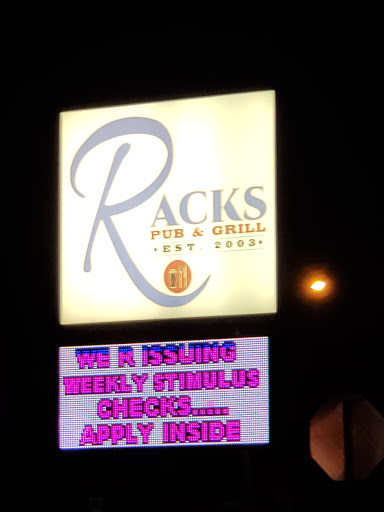 RACKS
PUB & GRILL
• EST. 2003 •
WE R ISSUING
WEEKLY STIMULUS
CHECKS.....
APPLY INSIDE